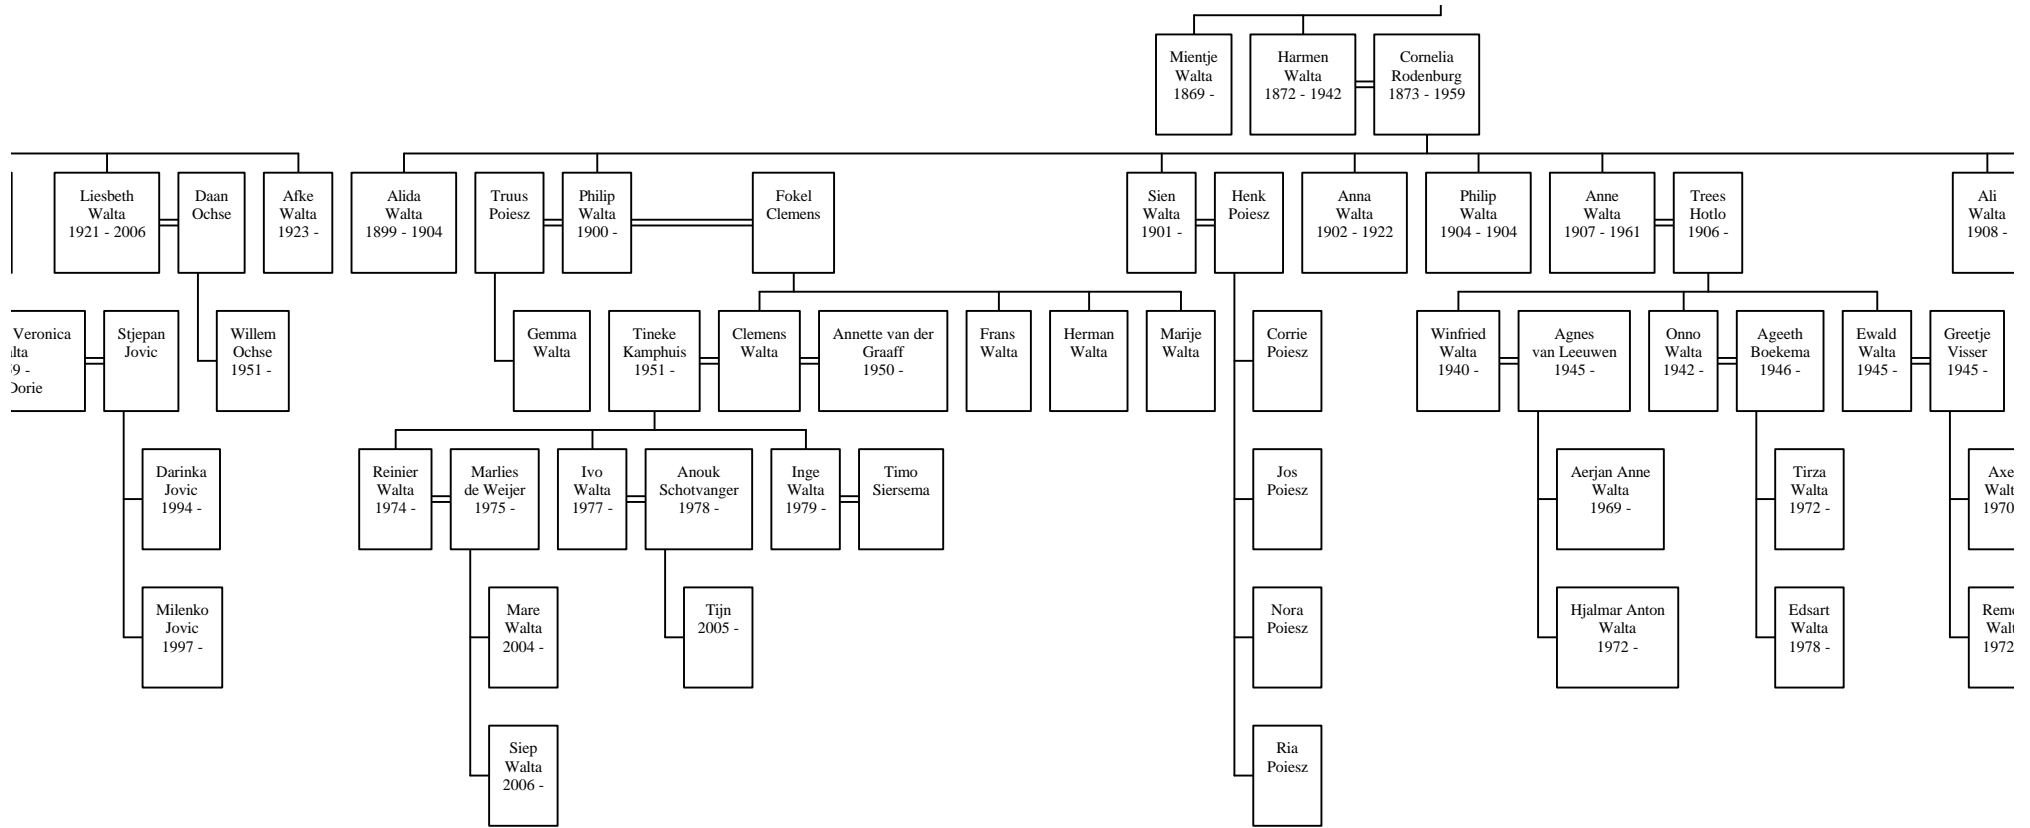 Mientje
Walta
1869 -
Harmen
Walta
1872 - 1942
Cornelia
Rodenburg
1873 - 1959
Liesbeth
Walta
1921 - 2006
Daan
Ochse
Afke
Walta
1923 -
Alida
Walta
1899 - 1904
Truus
Poiesz
Philip
Walta
1900 -
Fokel
Clemens
Sien
Walta
1901 -
Henk
Poiesz
Anna
Walta
1902 - 1922
Philip
Walta
1904 - 1904
Anne
Walta
1907 - 1961
Trees
Hotlo
1906 -
Ali
Walta
1908 -
Veronica
Dorie
Stjepan
Jovic
Willem
Ochse
1951 -
Gemma
Walta
Tineke
Kamphuis
1951 -
Clemens
Walta
Annette van der
Graaff
1950 -
Frans
Walta
Herman
Walta
Marije
Walta
Corrie
Poiesz
Winfried
Walta
1940 -
Agnes
van Leeuwen
1945 -
Onno
Walta
1942 -
Ageeth
Boekema
1946 -
Ewald
Walta
1945 -
Greetje
Visser
1945 -
Darinka
Jovic
1994 -
Reinier
Walta
1974 -
Marlies
de Weijer
1975 -
Ivo
Walta
1977 -
Anouk
Schotvanger
1978 -
Inge
Walta
1979 -
Timo
Siersema
Jos
Poiesz
Aerjan Anne
Walta
1969 -
Tirza
Walta
1972 -
1970
Milenko
Jovic
1997 -
Mare
Walta
2004 -
Tijn
2005 -
Nora
Poiesz
Hjalmar Anton
Walta
1972 -
Edsart
Walta
1978 -
1972
Siep
Walta
2006 -
Ria
Poiesz